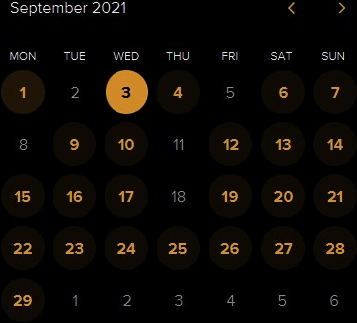 September 2021
MON TUE WED THU FRI SAT SUN
1 2 3 4 5 6 7
8 9 10 11 12 13 14
15 16 17 18 19 20 21
22 23 24 25 26 27 28
29 1 2 3 4 5 6